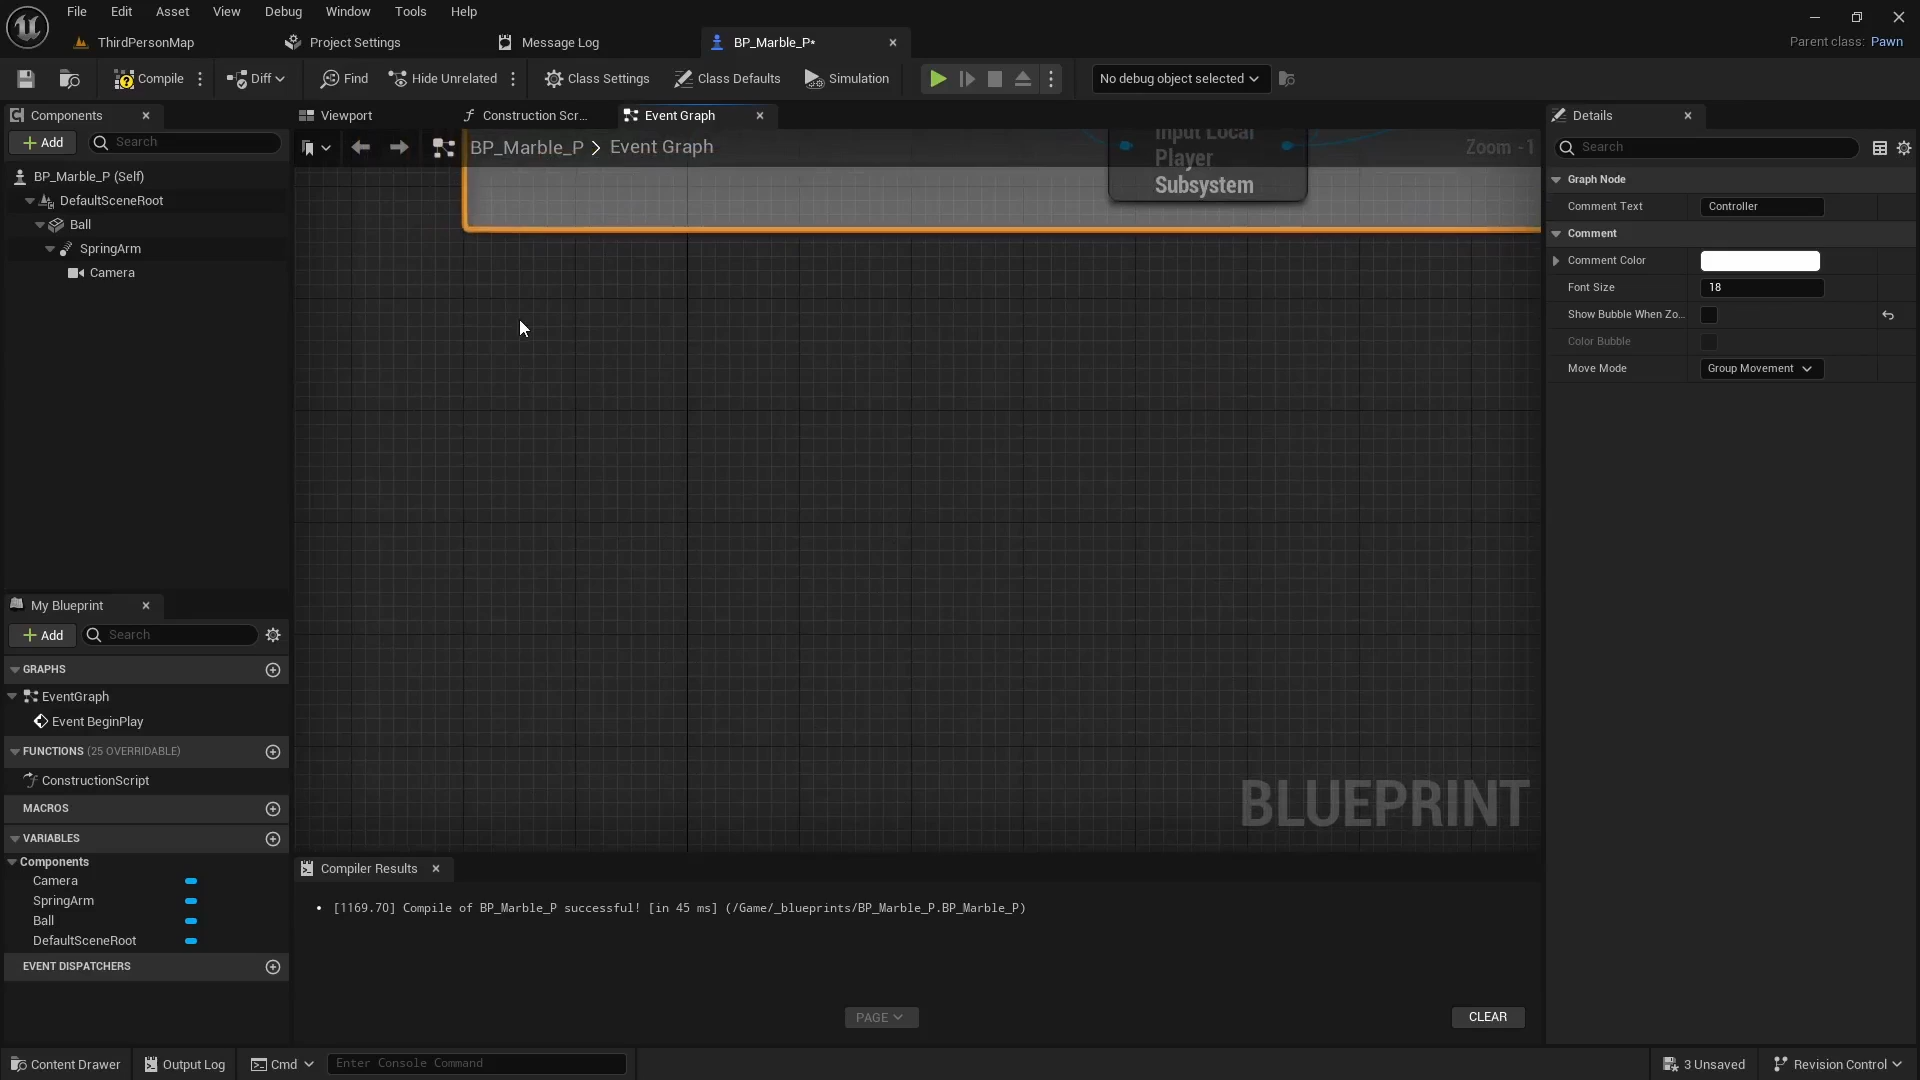 File Edit Asset View Debug Window Tools Help
ThirdPersonMap Project Settings Message Log BP_Marble_P* Parent class: Pawn
Compile Diff Find Hide Unrelated Class Settings Class Defaults Simulation No debug object selected
Components Viewport Construction Scr... Event Graph Details
Add Search BP_Marble_P > Event Graph Zoom -1 Search
Input Local
Player
Subsystem
BP_Marble_P (Self)
DefaultSceneRoot
Ball
SpringArm
Camera
Graph Node
Comment Text Controller
Comment
Comment Color
Font Size 18
Show Bubble When Zo...
Color Bubble
Move Mode Group Movement
My Blueprint
Add Search
GRAPHS
EventGraph
Event BeginPlay
FUNCTIONS (25 OVERRIDABLE)
ConstructionScript
MACROS
VARIABLES
Components
Camera
SpringArm
Ball
DefaultSceneRoot
EVENT DISPATCHERS
BLUEPRINT
Compiler Results
• [1169.70] Compile of BP_Marble_P successful! [in 45 ms] (/Game/_blueprints/BP_Marble_P.BP_Marble_P)
PAGE CLEAR
Content Drawer Output Log Cmd Enter Console Command 3 Unsaved Revision Control